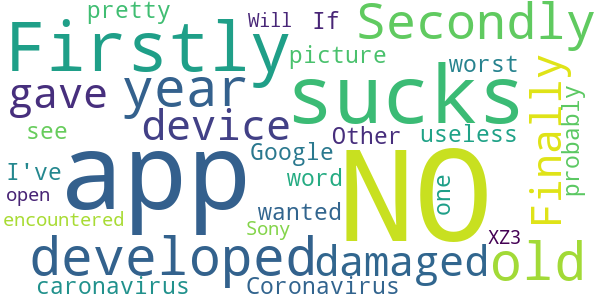 pretty Will If Secondly
Firstly picture
gave year sucks worst Finally probably
see device Other useless
I've app Google NO one
open word
encountered wanted
Sony XZ3
developed damaged old
caronavirus Coronavirus